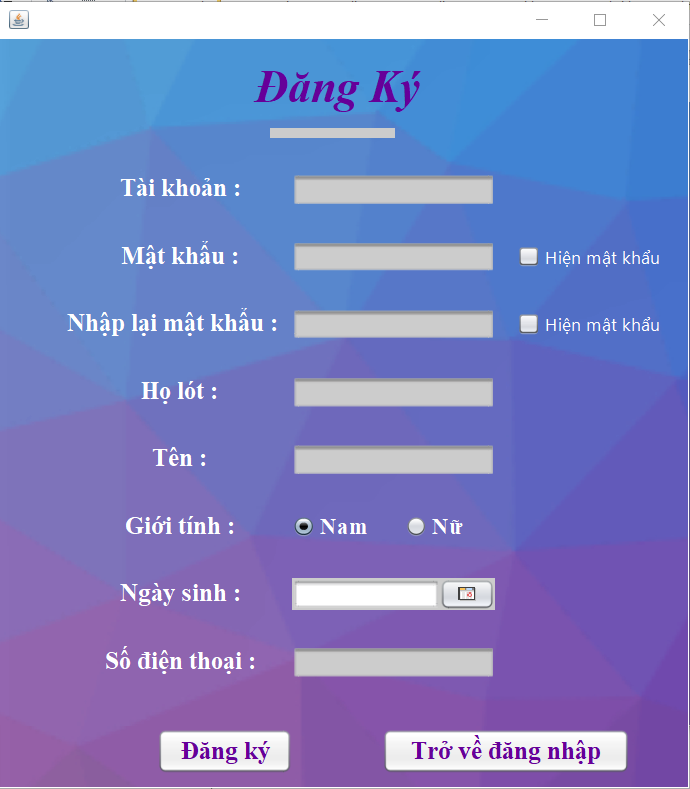 Đăng Ký
Tài khoản :
Mật khẩu :
Hiện mật khẩu
Nhập lại mật khẩu :
Hiện mật khẩu
Họ lót :
Tên :
Giới tính :
Nam
Nữ
Ngày sinh :
Số điện thoại :
Đăng ký
Trở về đăng nhập